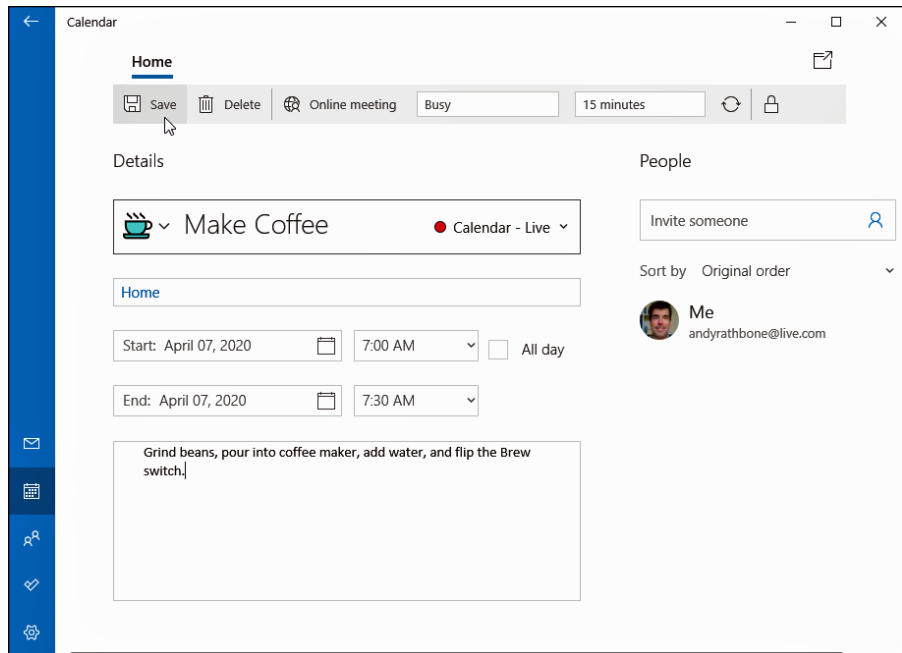 Calendar
Home
Save Delete Online meeting Busy 15 minutes
Details
People
Make Coffee Calendar - Live
Invite someone
Home
Sort by Original order
Me
andyrathbone@live.com
Start: April 07, 2020 7:00 AM All day
End: April 07, 2020 7:30 AM
Grind beans, pour into coffee maker, add water, and flip the Brew
switch.